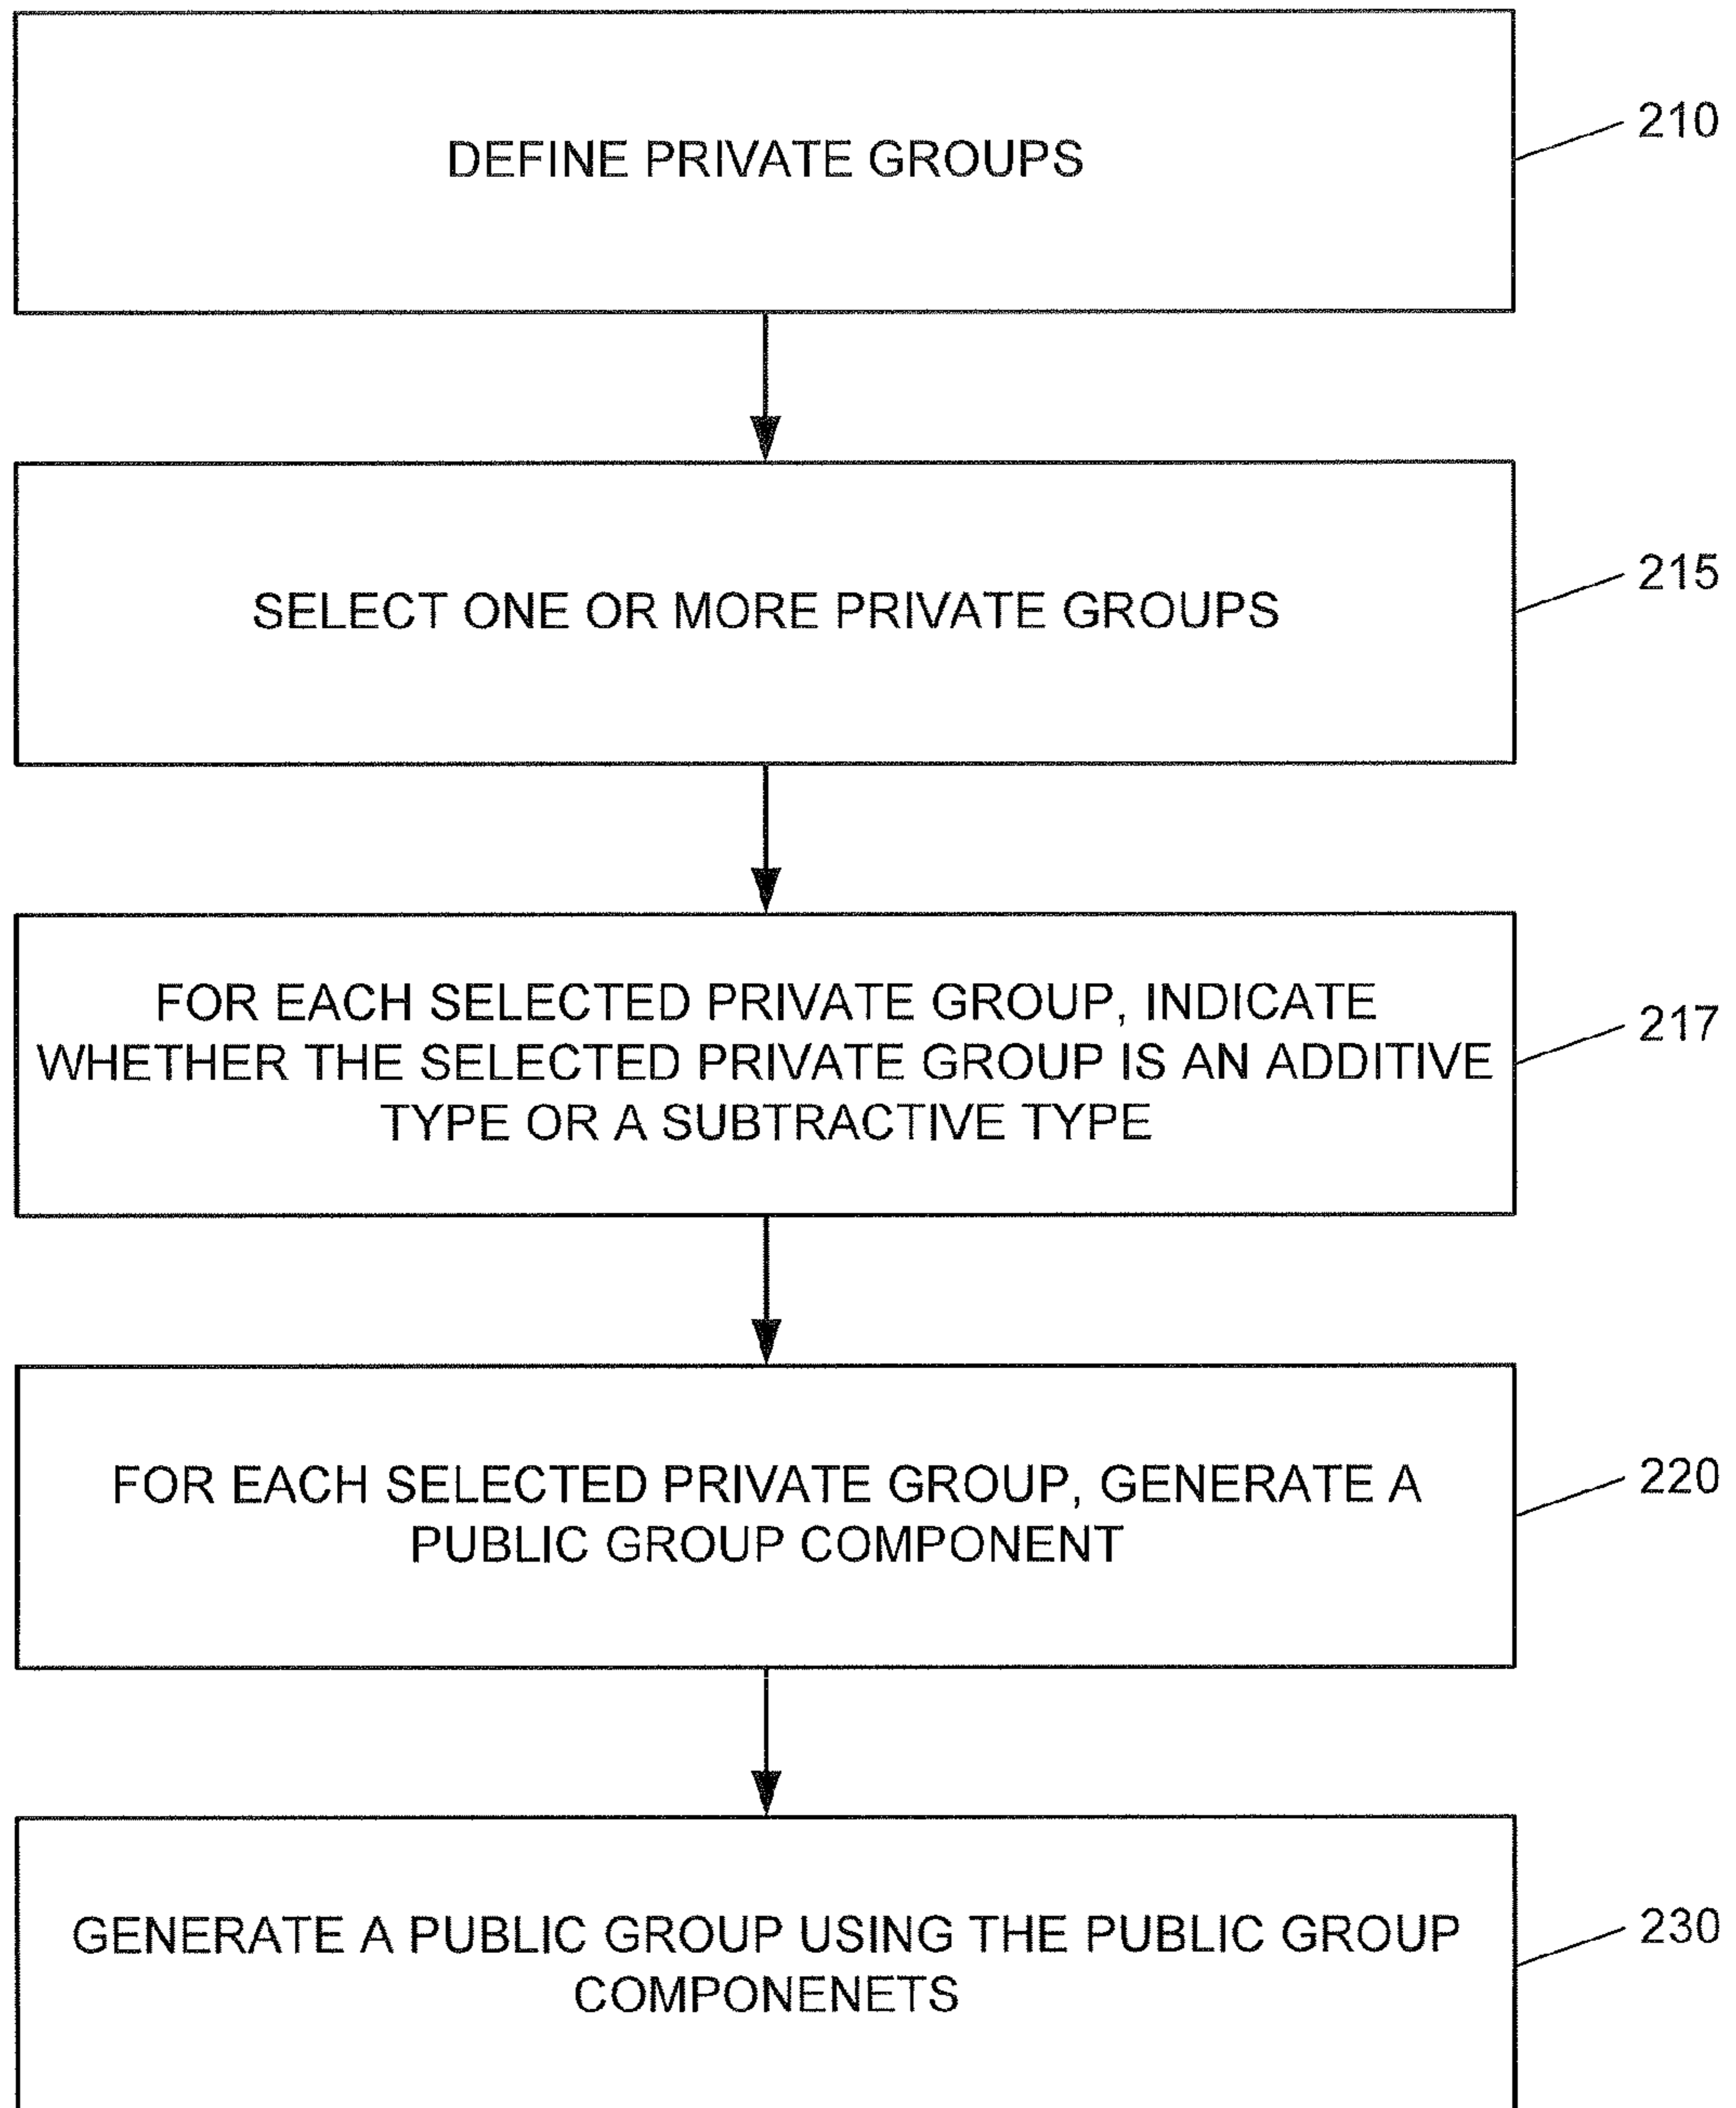 DEFINE PRIVATE GROUPS
210
SELECT ONE OR MORE PRIVATE GROUPS
215
FOR EACH SELECTED PRIVATE GROUP, INDICATE
WHETHER THE SELECTED PRIVATE GROUP IS AN ADDITIVE
TYPE OR A SUBTRACTIVE TYPE
217
FOR EACH SELECTED PRIVATE GROUP, GENERATE A
PUBLIC GROUP COMPONENT
220
GENERATE A PUBLIC GROUP USING THE PUBLIC GROUP
COMPONENETS
230